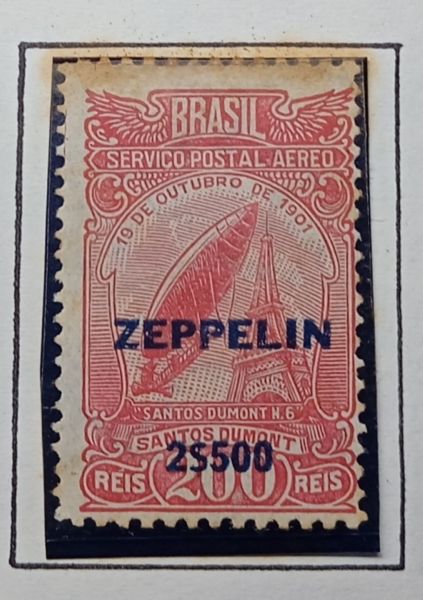 BRASIL
SERVIÇO POSTAL AEREO
19 DE OUTUBRO DE 1901
ZEPPELIN
SANTOS DUMONT N.6
SANTOS DUMONT
2$500
REIS 200 REIS